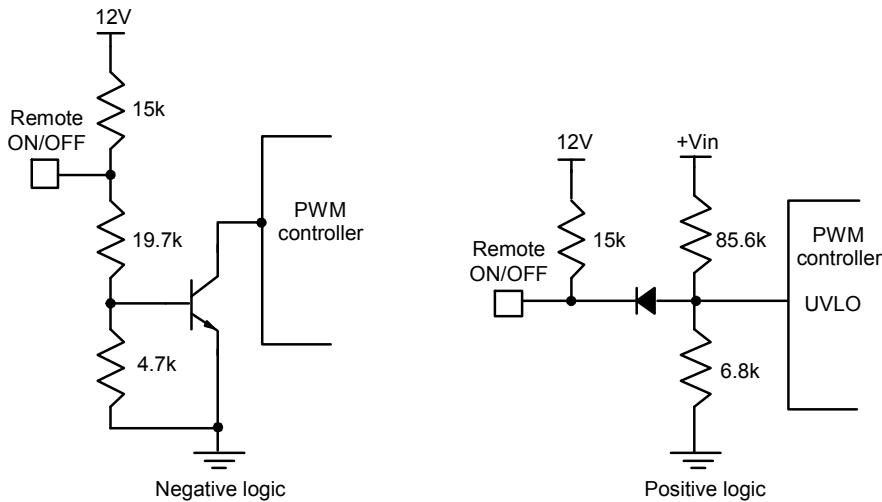 12V
15k
Remote
ON/OFF
19.7k
4.7k
PWM
controller
Negative logic
12V
+Vin
15k
85.6k
Remote
ON/OFF
PWM
controller
UVLO
6.8k
Positive logic